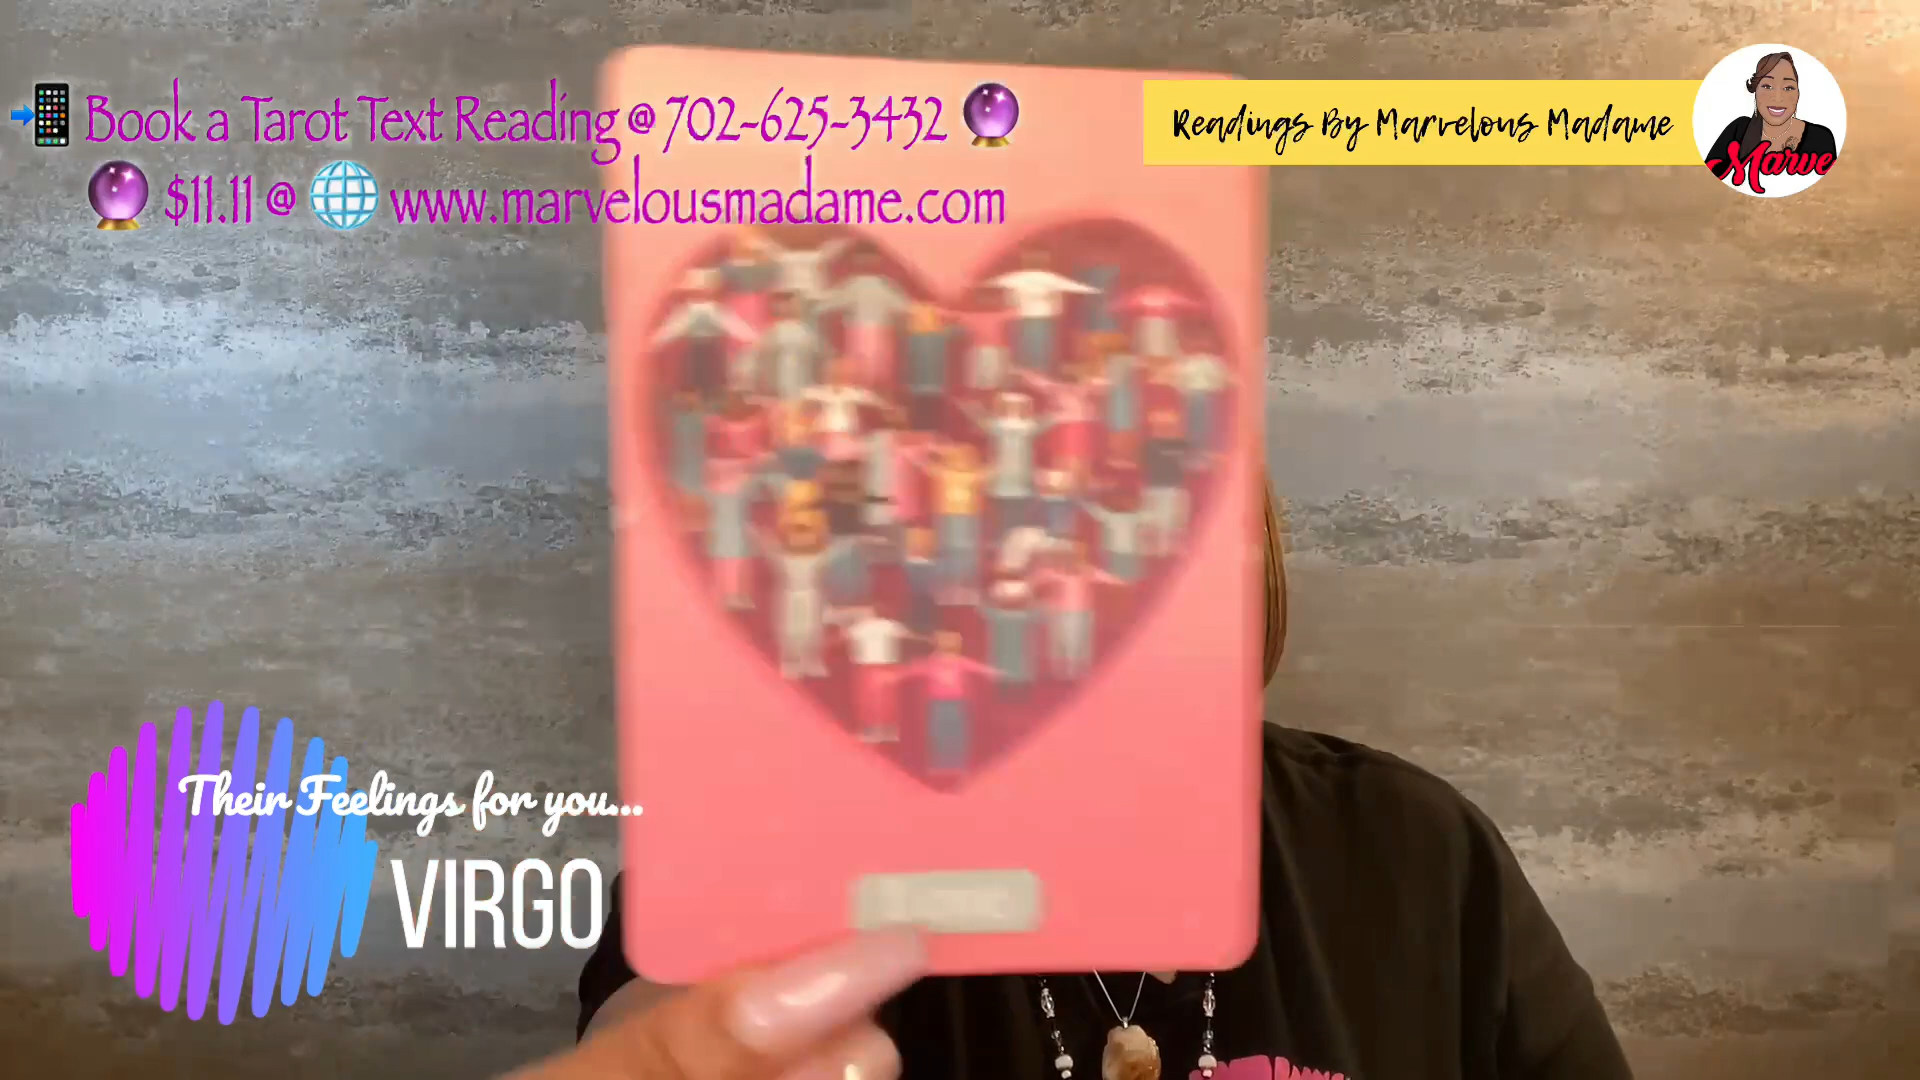 Book a Tarot Text Reading @ 702-625-3432
$11.11 @ www.marvelousmadame.com
Readings By Marvelous Madame
Marve
Their Feelings for you...
VIRGO